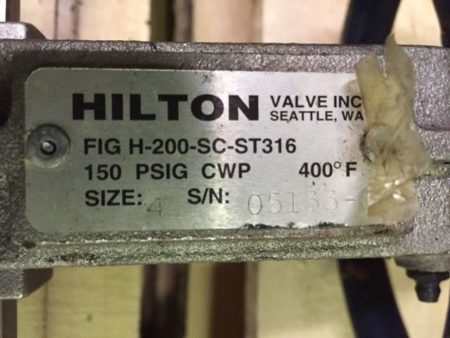 HILTON VALVE INC
SEATTLE, WA
FIG H-200-SC-ST316
150 PSIG CWP 400°F
SIZE: 4 S/N: 05133-